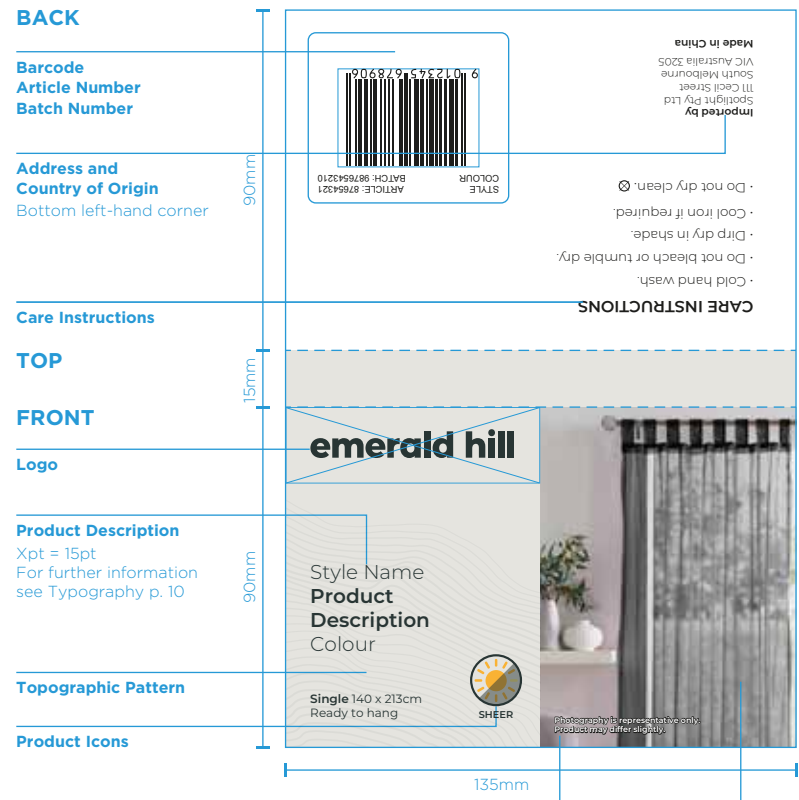 BACK
Barcode
Article Number
Batch Number
Address and
Country of Origin
Bottom left-hand corner
Care Instructions
TOP
FRONT
Logo
Product Description
Xpt = 15pt
For further information
see Typography p. 10
Topographic Pattern
Product Icons
90mm
15mm
90mm
135mm
CARE INSTRUCTIONS
· Cold hand wash.
· Do not bleach or tumble dry.
· Dirp dry in shade.
· Cool iron if required.
· Do not dry clean.
Imported by
Spotlight Pty Ltd
111 Cecil Street
South Melbourne
VIC Australia 3205
Made in China
STYLE
COLOUR
ARTICLE: 87654321
BATCH: 9876543210
9 012345 678906
emerald hill
Style Name
Product
Description
Colour
Single 140 x 213cm
Ready to hang
SHEER
Photography is representative only.
Product may differ slightly.